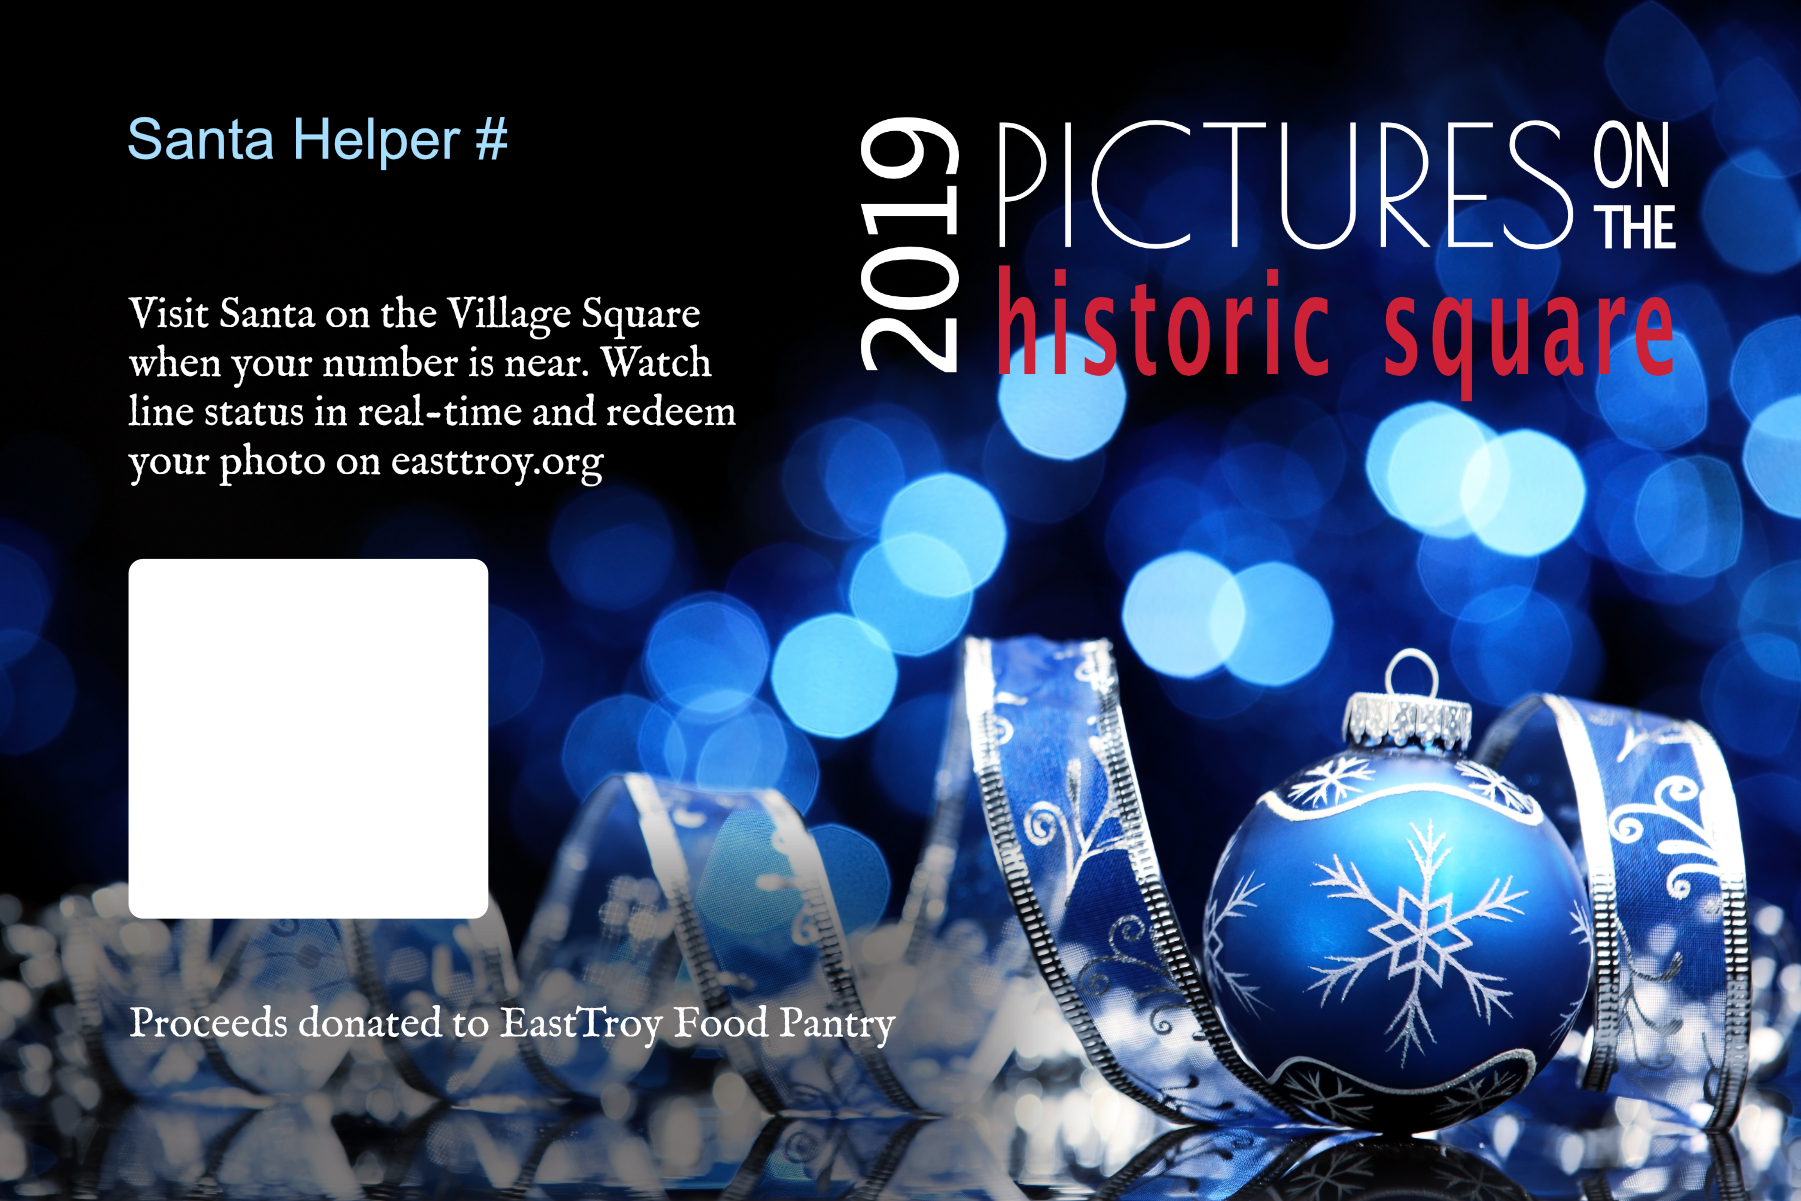 Santa Helper #
2019
PICTURES ON THE
historic square
Visit Santa on the Village Square
when your number is near. Watch
line status in real-time and redeem
your photo on easttroy.org
Proceeds donated to EastTroy Food Pantry